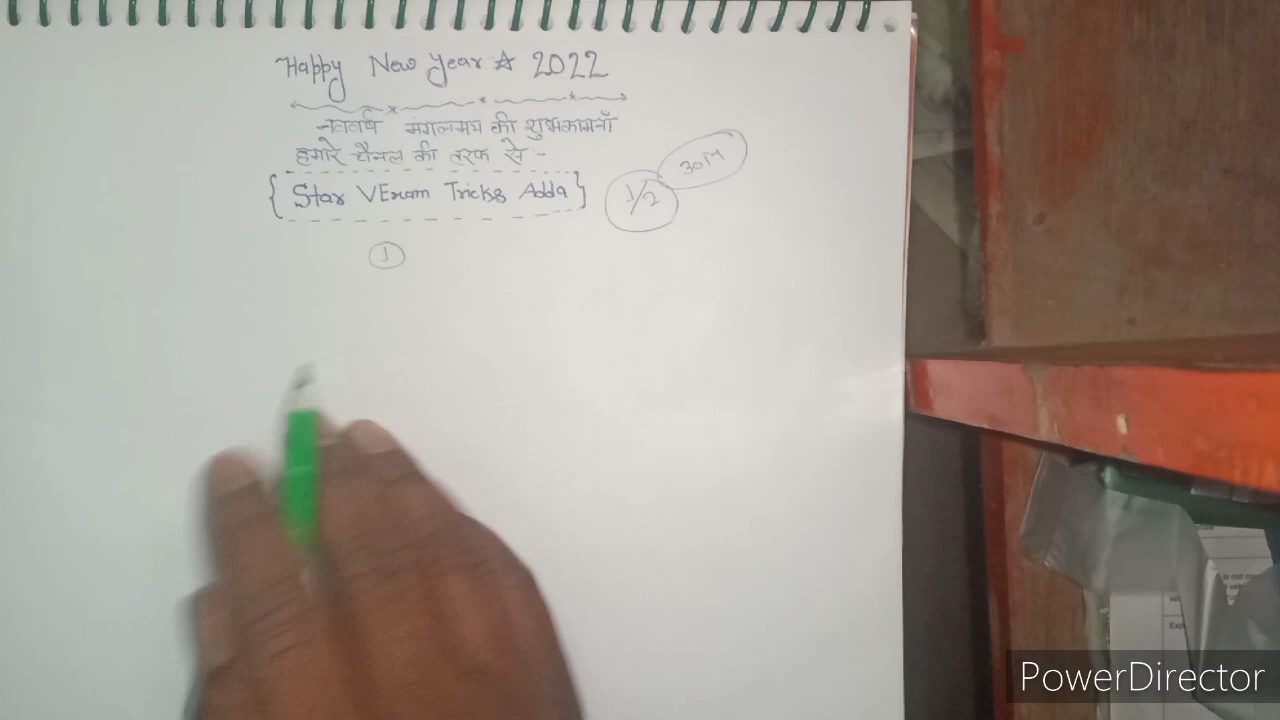 Happy New Year ☆ 2022
नववर्ष मंगलमय की शुभकामनाँ
हमारे चैनल की तरफ से -
{ Star VExam Tricks Adda }
1/2
30M
1
PowerDirector